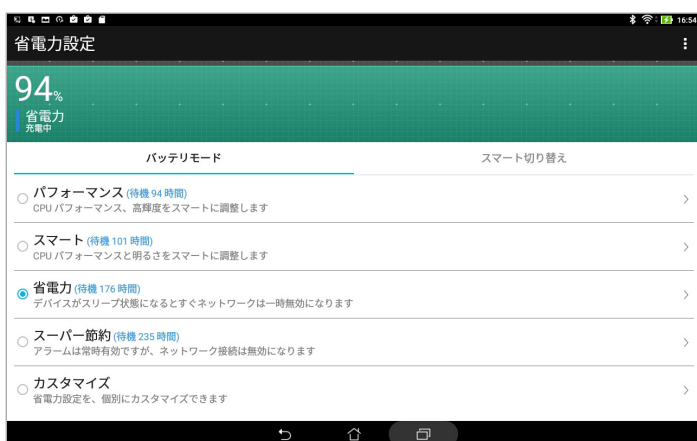 16:54
省電力設定
94%
省電力
充電中
バッテリモード
スマート切り替え
パフォーマンス (待機 94 時間)
CPU パフォーマンス、高輝度をスマートに調整します
スマート (待機 101 時間)
CPU パフォーマンスと明るさをスマートに調整します
省電力 (待機 176 時間)
デバイスがスリープ状態になるとすぐネットワークは一時無効になります
スーパー節約 (待機 235 時間)
アラームは常時有効ですが、ネットワーク接続は無効になります
カスタマイズ
省電力設定を、個別にカスタマイズできます